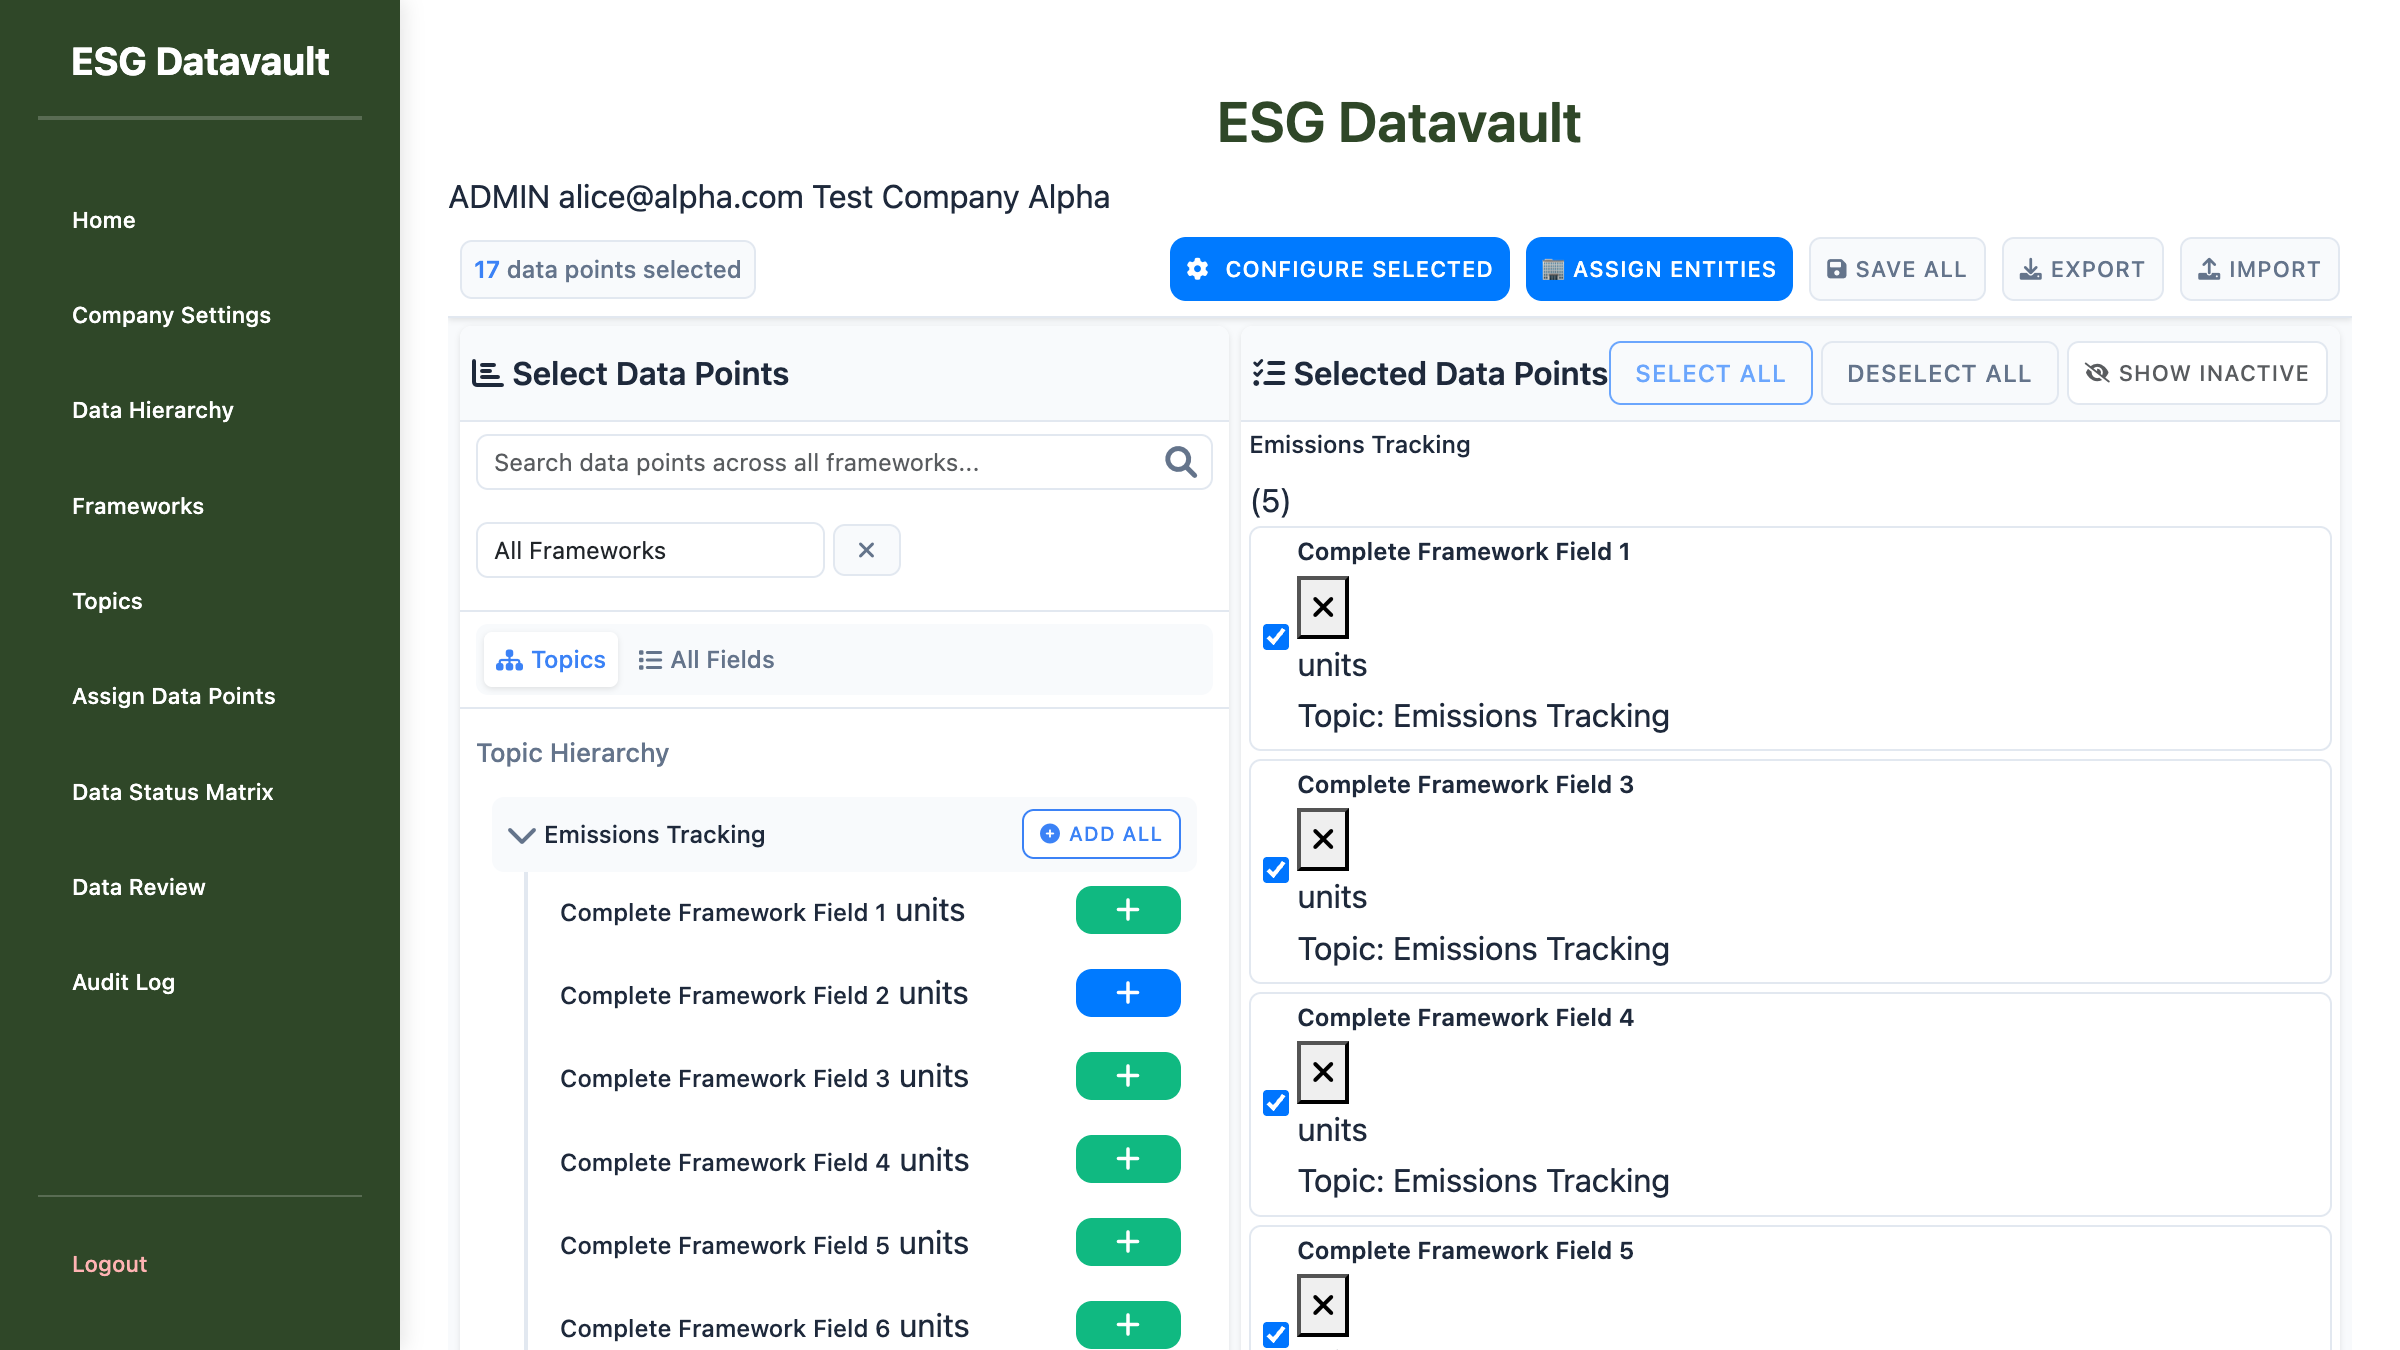 ESG Datavault
Home
Company Settings
Data Hierarchy
Frameworks
Topics
Assign Data Points
Data Status Matrix
Data Review
Audit Log
Logout
ESG Datavault
ADMIN alice@alpha.com Test Company Alpha
17 data points selected
CONFIGURE SELECTED
ASSIGN ENTITIES
SAVE ALL
EXPORT
IMPORT
Select Data Points
Search data points across all frameworks...
All Frameworks
Topics
All Fields
Topic Hierarchy
Emissions Tracking
ADD ALL
Complete Framework Field 1 units
Complete Framework Field 2 units
Complete Framework Field 3 units
Complete Framework Field 4 units
Complete Framework Field 5 units
Complete Framework Field 6 units
Selected Data Points
SELECT ALL
DESELECT ALL
SHOW INACTIVE
Emissions Tracking
(5)
Complete Framework Field 1
units
Topic: Emissions Tracking
Complete Framework Field 3
units
Topic: Emissions Tracking
Complete Framework Field 4
units
Topic: Emissions Tracking
Complete Framework Field 5